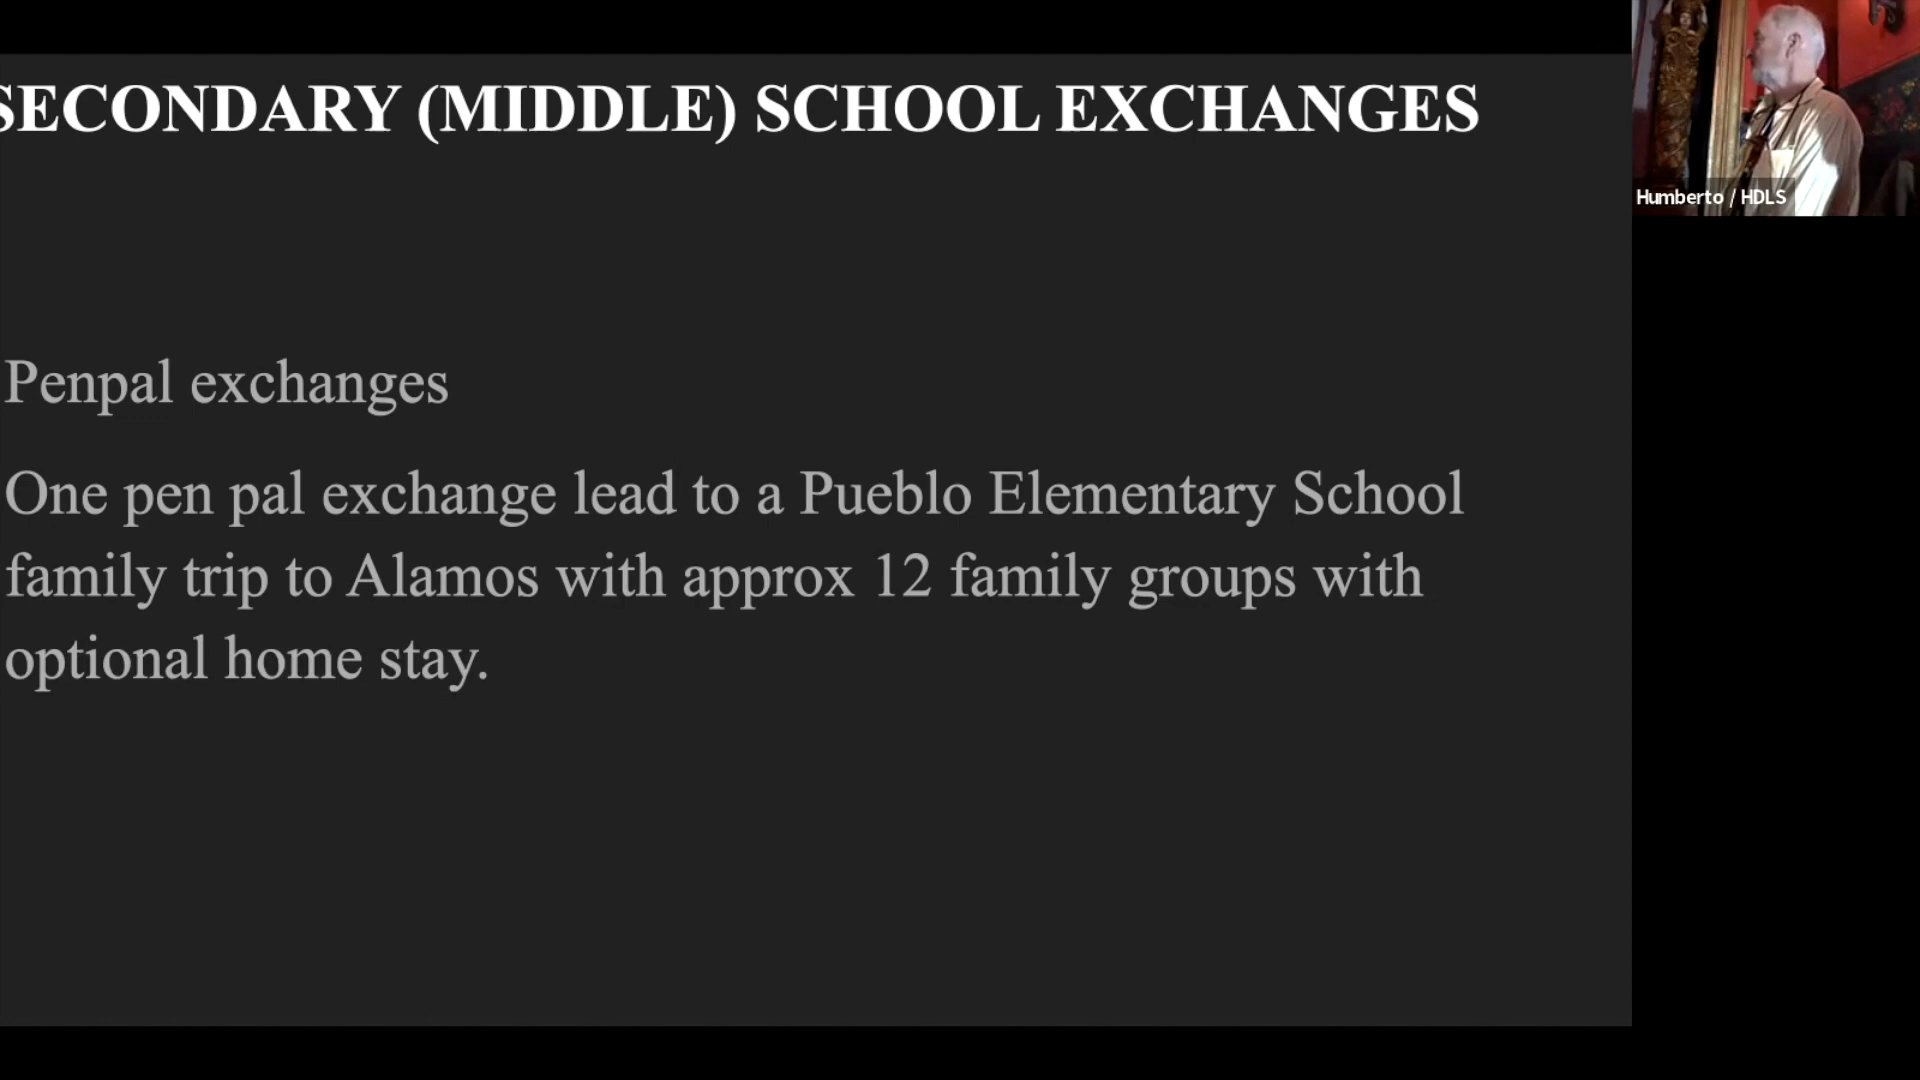 SECONDARY (MIDDLE) SCHOOL EXCHANGES
Humberto / HDLS
Penpal exchanges
One pen pal exchange lead to a Pueblo Elementary School
family trip to Alamos with approx 12 family groups with
optional home stay.